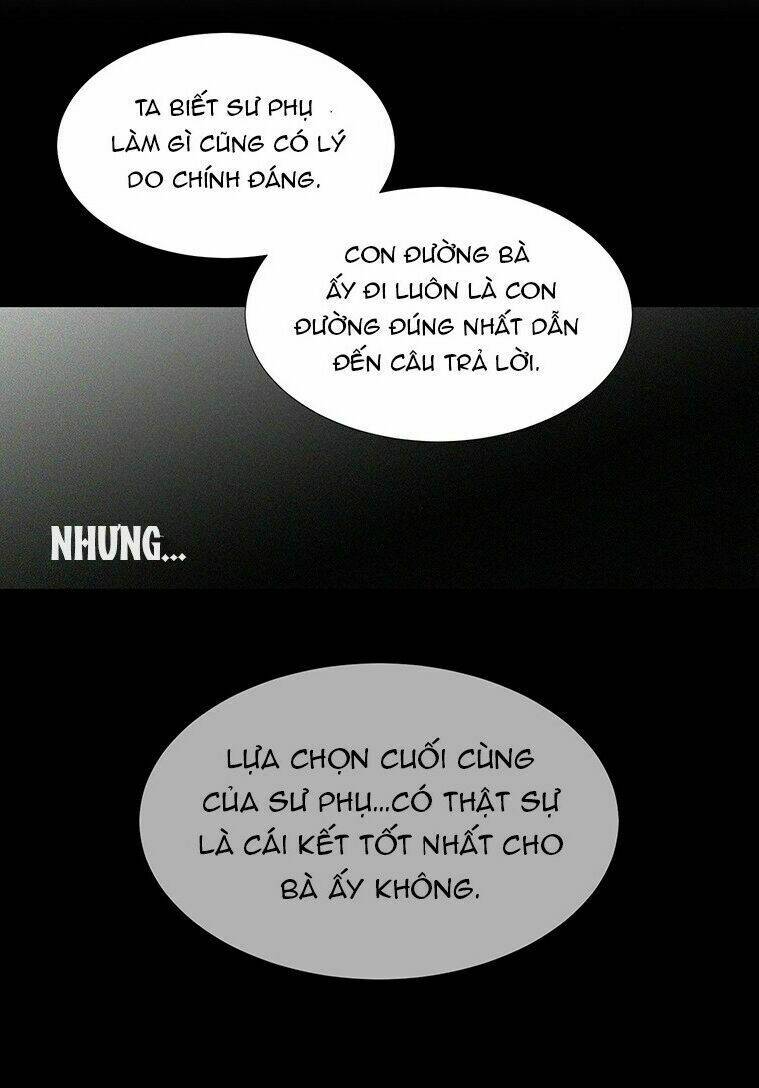 TA BIẾT SƯ PHỤ
LÀM GÌ CŨNG CÓ LÝ
DO CHÍNH ĐÁNG.
CON ĐƯỜNG BÀ
ẤY ĐI LUÔN LÀ CON
ĐƯỜNG ĐÚNG NHẤT DẪN
ĐẾN CÂU TRẢ LỜI.
NHƯNG...
LỰA CHỌN CUỐI CÙNG
CỦA SƯ PHỤ...CÓ THẬT SỰ
LÀ CÁI KẾT TỐT NHẤT CHO
BÀ ẤY KHÔNG.